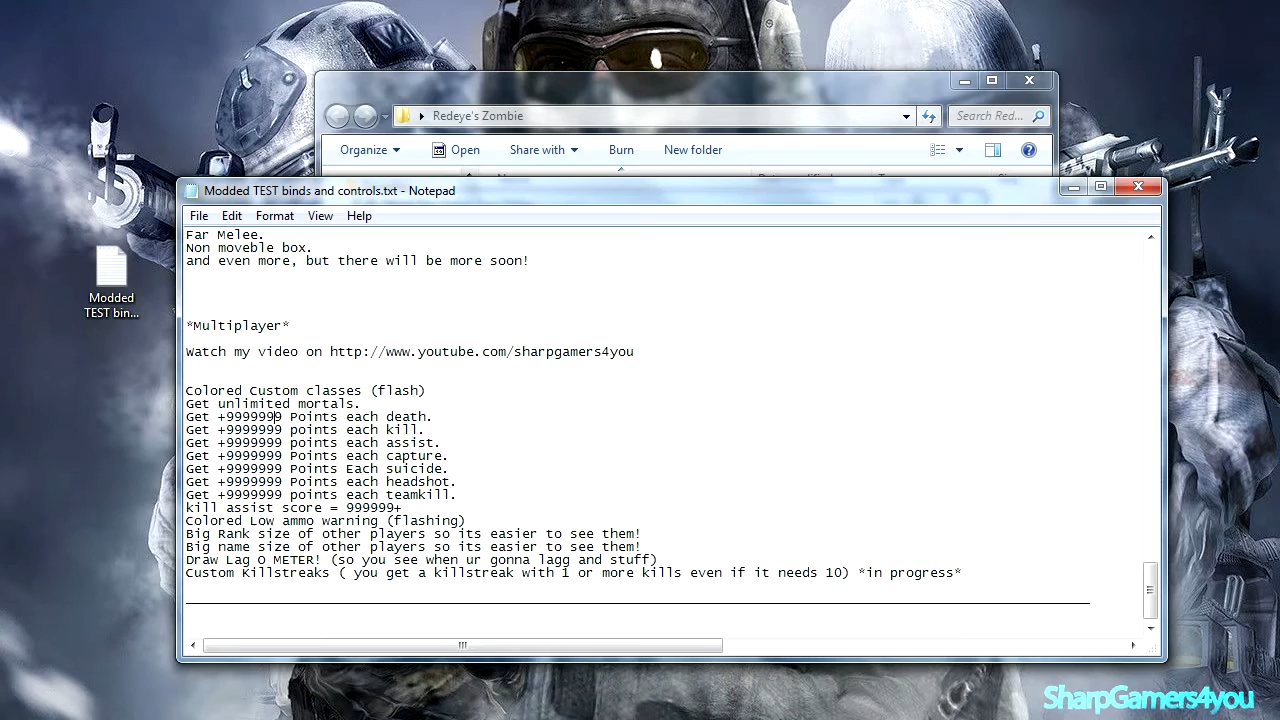 Redeye's Zombie
Search Red...
Organize
Open
Share with
Burn
New folder
Modded TEST binds and controls.txt - Notepad
File Edit Format View Help
Far Melee.
Non moveble box.
and even more, but there will be more soon!
*Multiplayer*
Watch my video on http://www.youtube.com/sharpgamers4you
Colored Custom classes (flash)
Get unlimited mortals.
Get +9999999 Points each death.
Get +9999999 points each kill.
Get +9999999 points each assist.
Get +9999999 Points each capture.
Get +9999999 Points Each suicide.
Get +9999999 Points each headshot.
Get +9999999 points each teamkill.
kill assist score = 999999+
Colored Low ammo warning (flashing)
Big Rank size of other players so its easier to see them!
Big name size of other players so its easier to see them!
Draw Lag O METER! (so you see when ur gonna lagg and stuff)
Custom Killstreaks ( you get a killstreak with 1 or more kills even if it needs 10) *in progress*
Modded
TEST bin...
SharpGamers4you